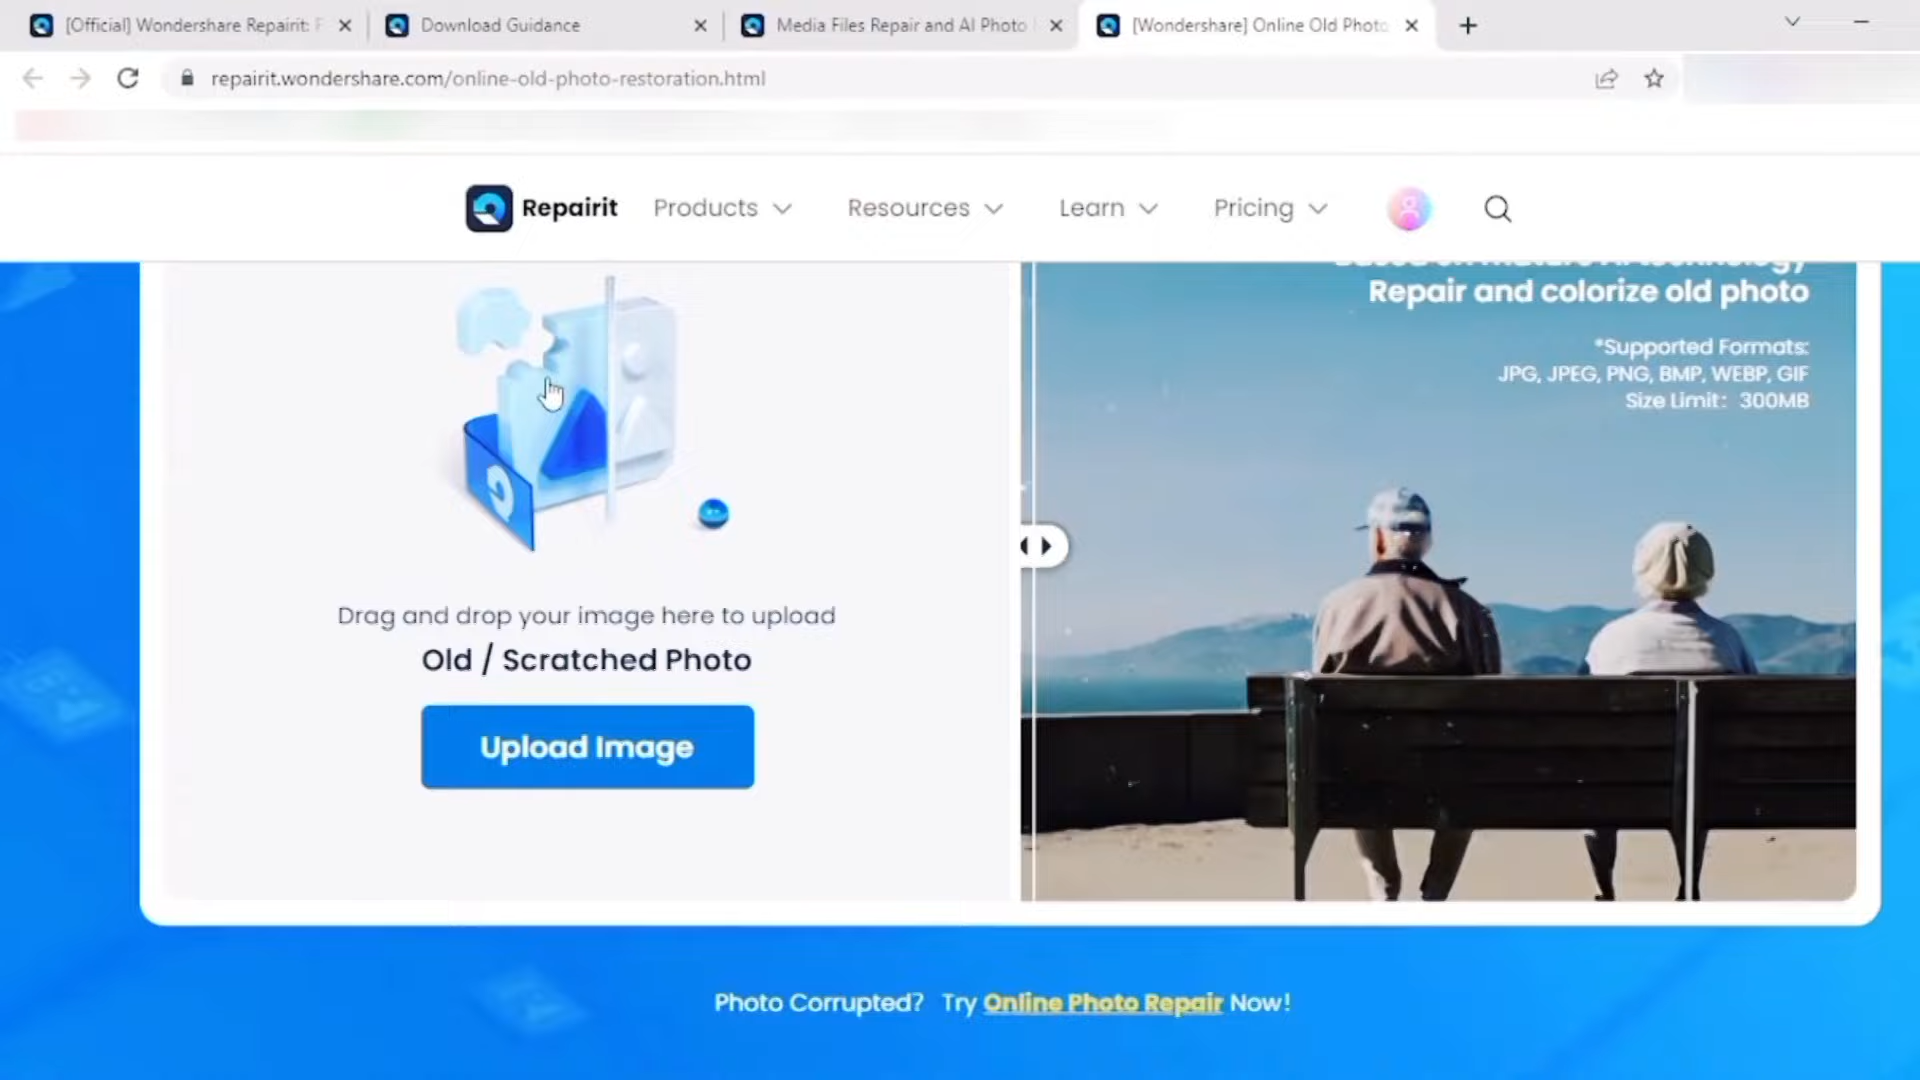 [Official] Wondershare Repairit: F
Download Guidance
Media Files Repair and AI Photo
[Wondershare] Online Old Photo
repairit.wondershare.com/online-old-photo-restoration.html
Repairit
Products
Resources
Learn
Pricing
Repair and colorize old photo
*Supported Formats:
JPG, JPEG, PNG, BMP, WEBP, GIF
Size Limit: 300MB
Drag and drop your image here to upload
Old / Scratched Photo
Upload Image
Photo Corrupted? Try Online Photo Repair Now!